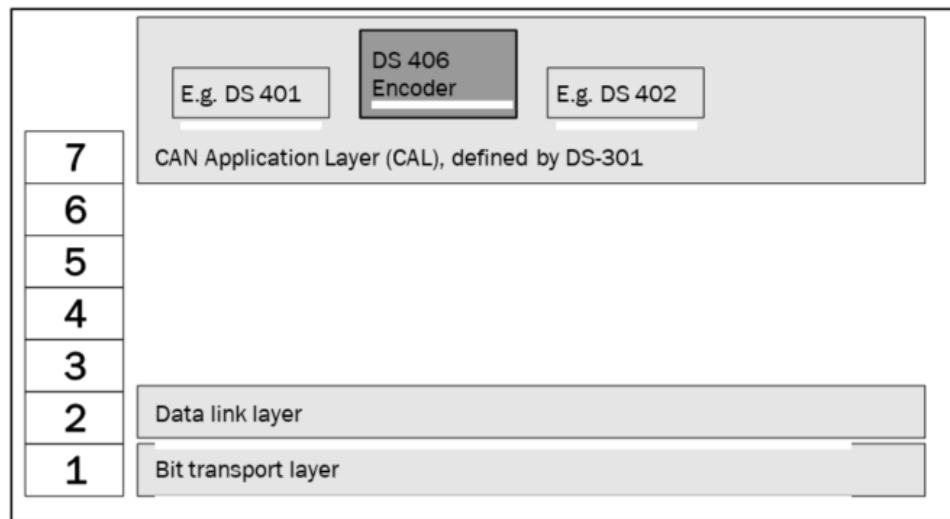 DS 406
Encoder
E.g. DS 401
E.g. DS 402
7
CAN Application Layer (CAL), defined by DS-301
6
5
4
3
2
Data link layer
1
Bit transport layer